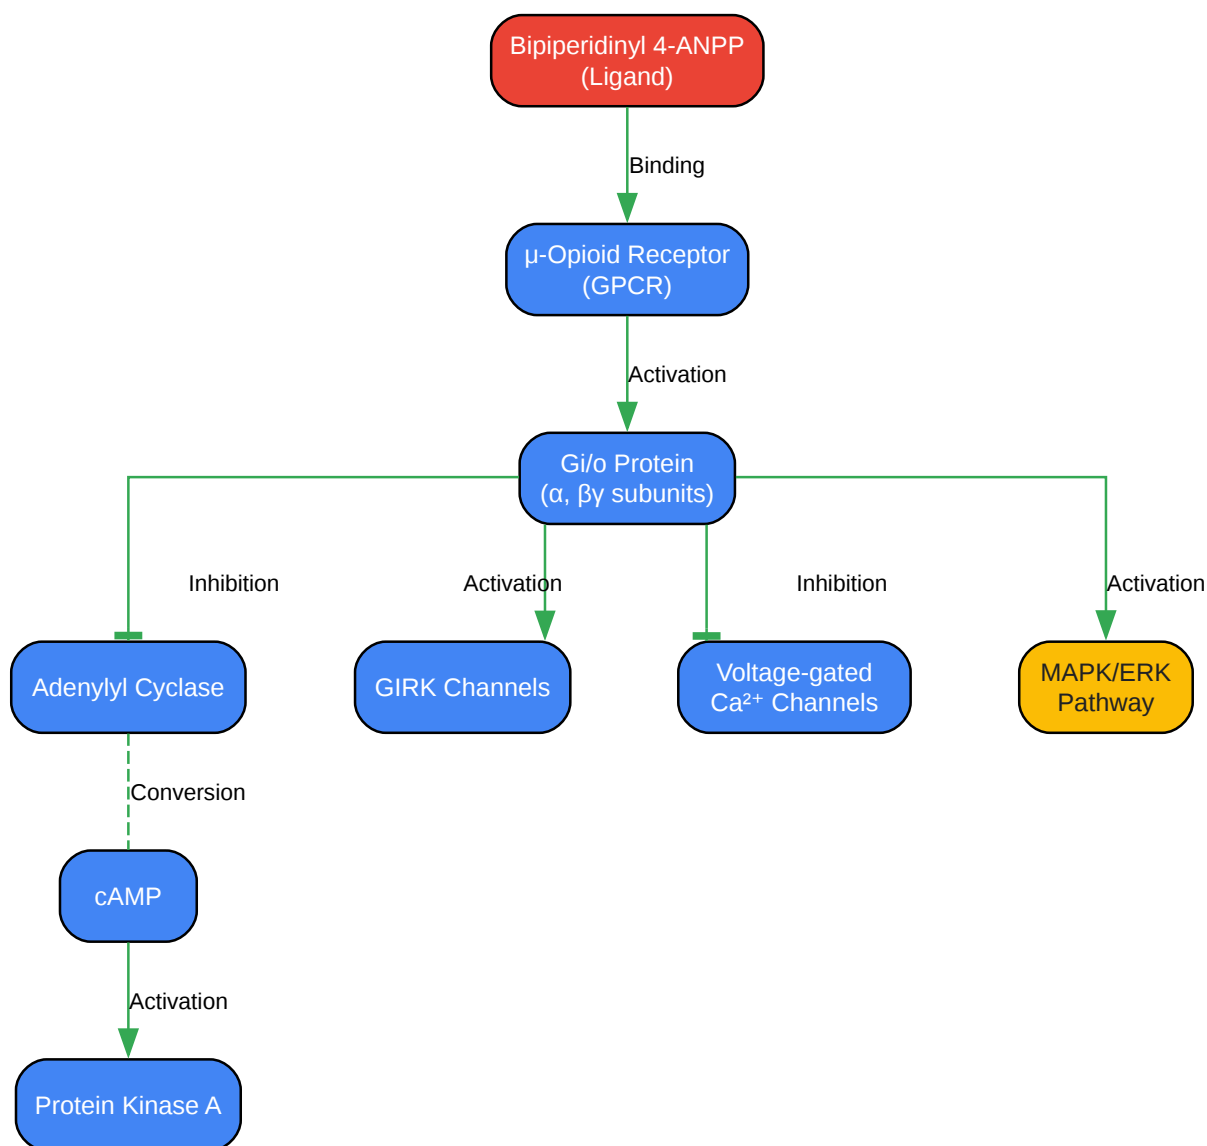 Bipiperidinyl 4-ANPP
(Ligand)
Binding
μ-Opioid Receptor
(GPCR)
Activation
Gi/o Protein
(α, βγ subunits)
Inhibition
Activation
Inhibition
Activation
Adenylyl Cyclase
GIRK Channels
Voltage-gated
Ca²⁺ Channels
MAPK/ERK
Pathway
Conversion
cAMP
Activation
Protein Kinase A